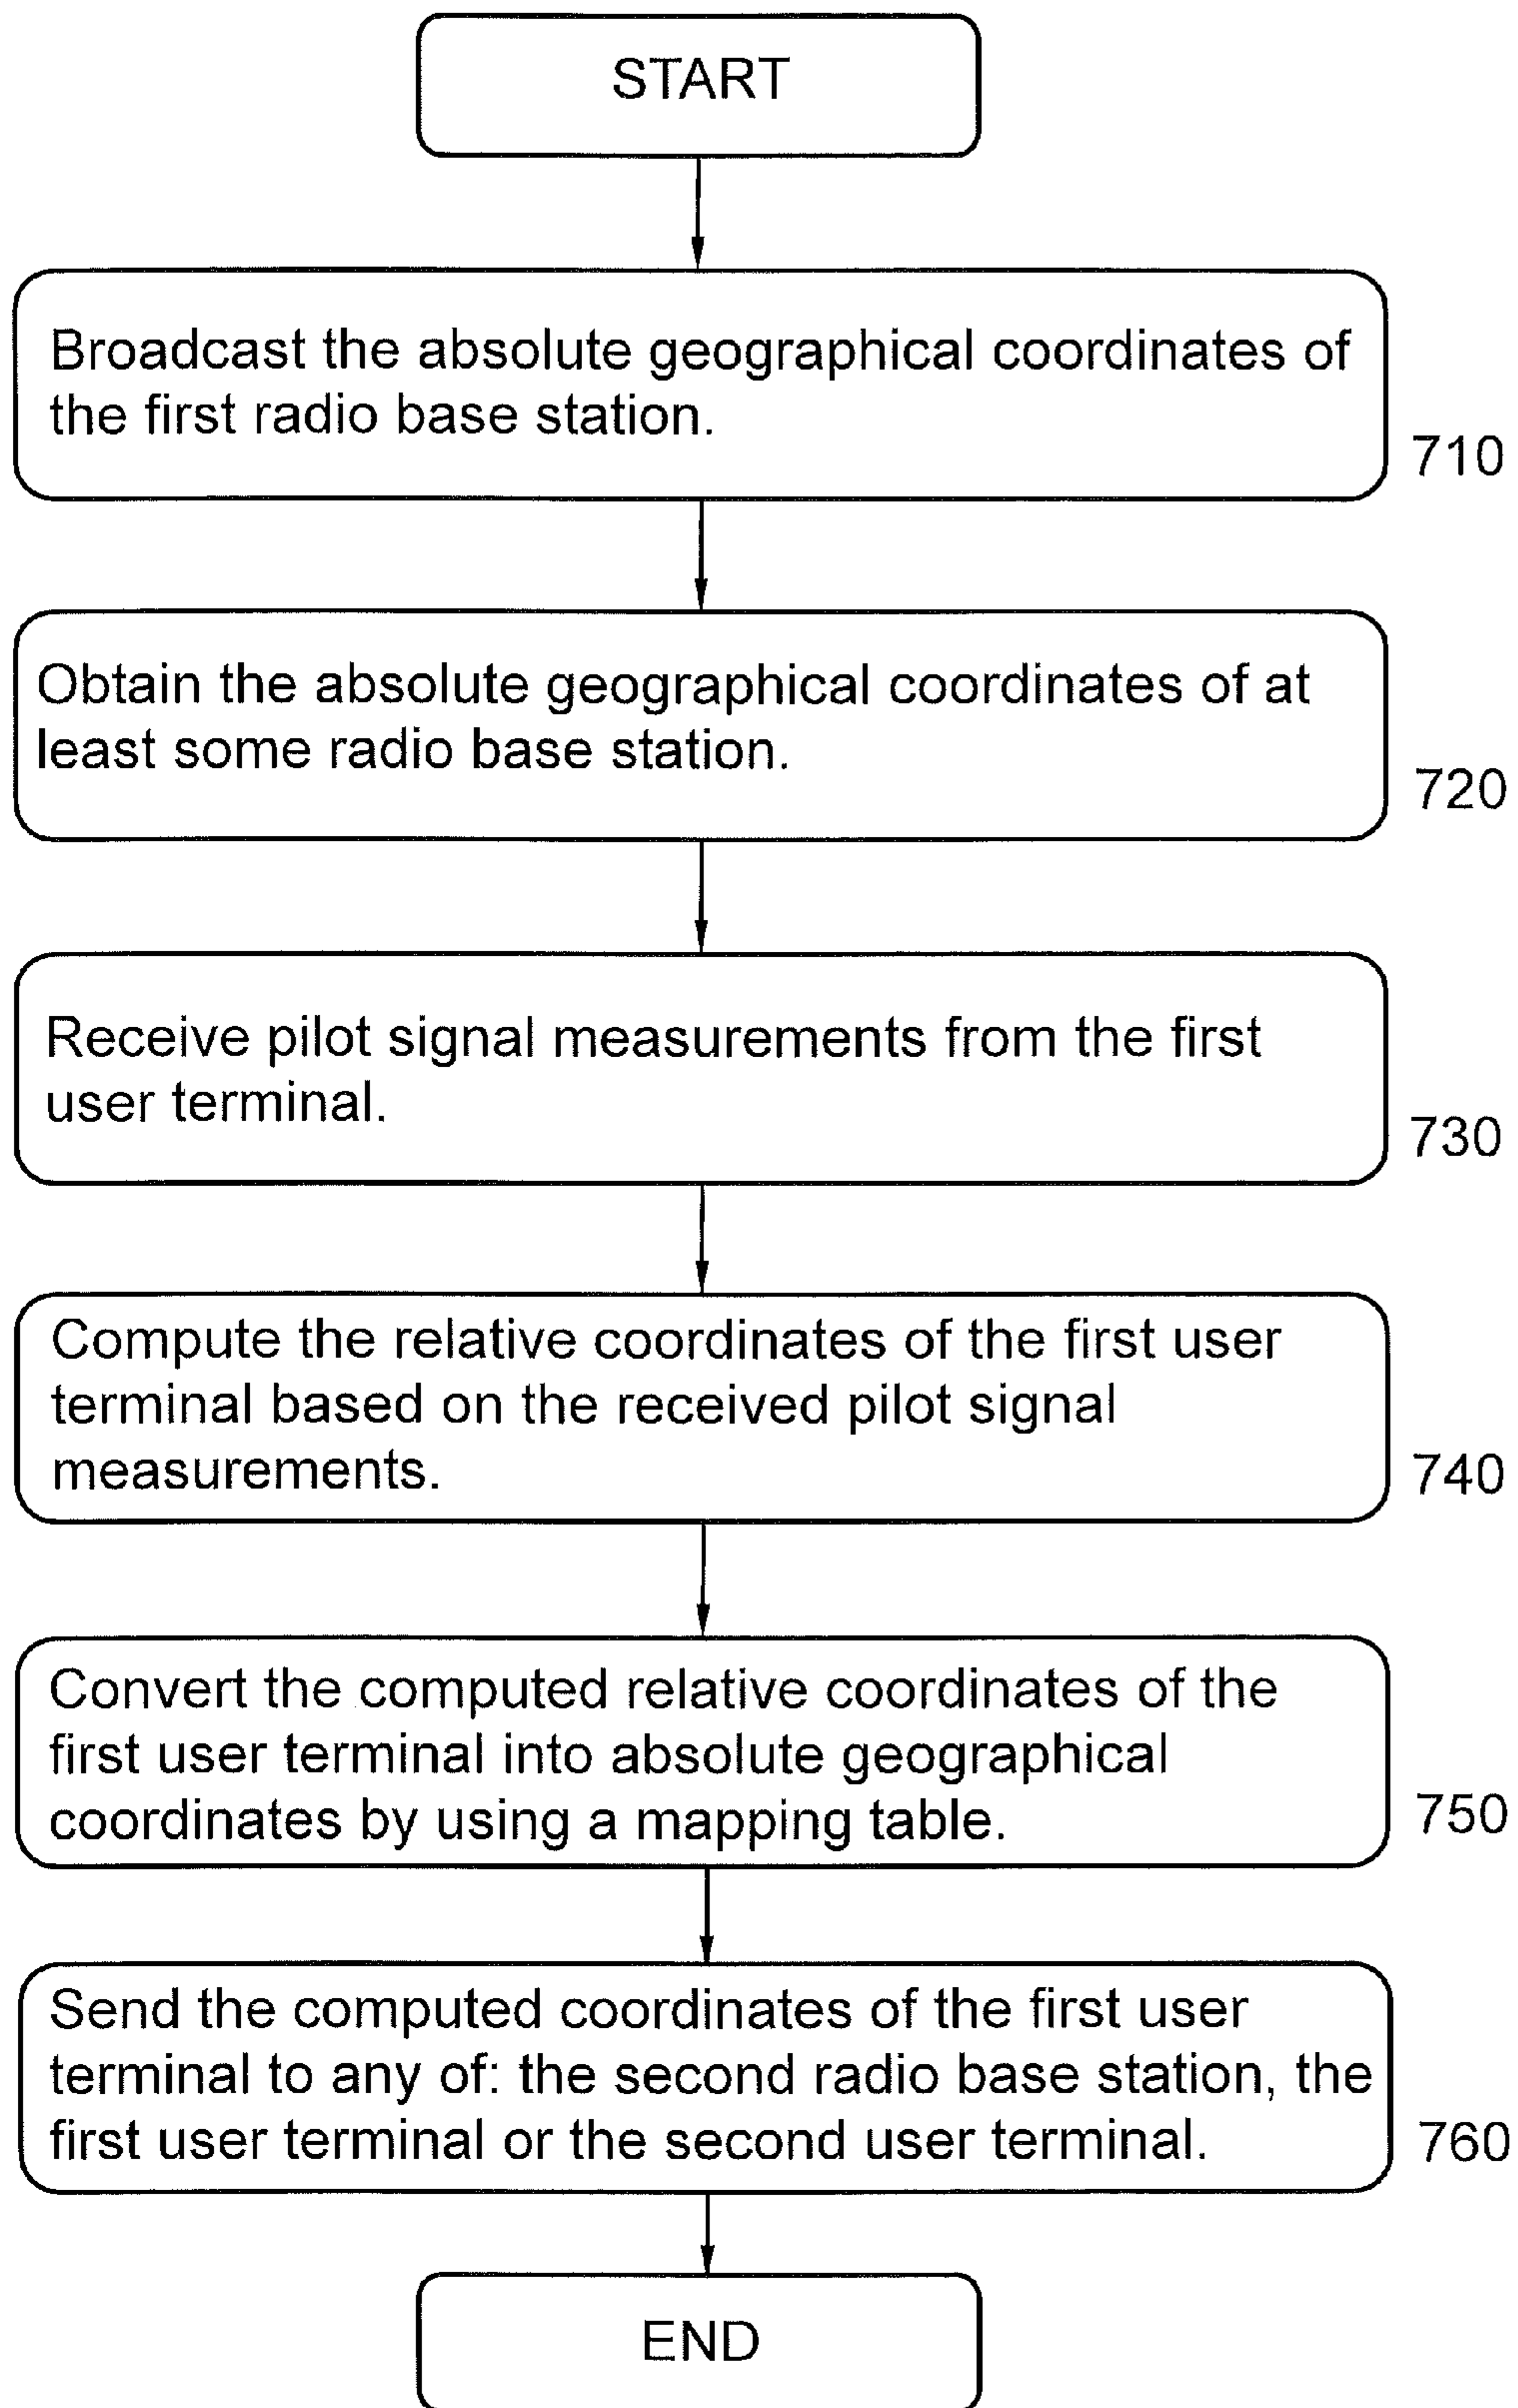 START
Broadcast the absolute geographical coordinates of
the first radio base station.
710
Obtain the absolute geographical coordinates of at
least some radio base station.
720
Receive pilot signal measurements from the first
user terminal.
730
Compute the relative coordinates of the first user
terminal based on the received pilot signal
measurements.
740
Convert the computed relative coordinates of the
first user terminal into absolute geographical
coordinates by using a mapping table.
750
Send the computed coordinates of the first user
terminal to any of: the second radio base station, the
first user terminal or the second user terminal.
760
END